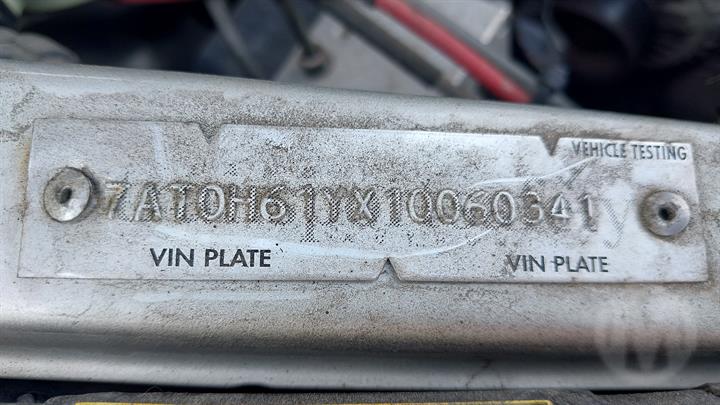 VEHICLE TESTING
7AT0H61YX10060341
VIN PLATE VIN PLATE